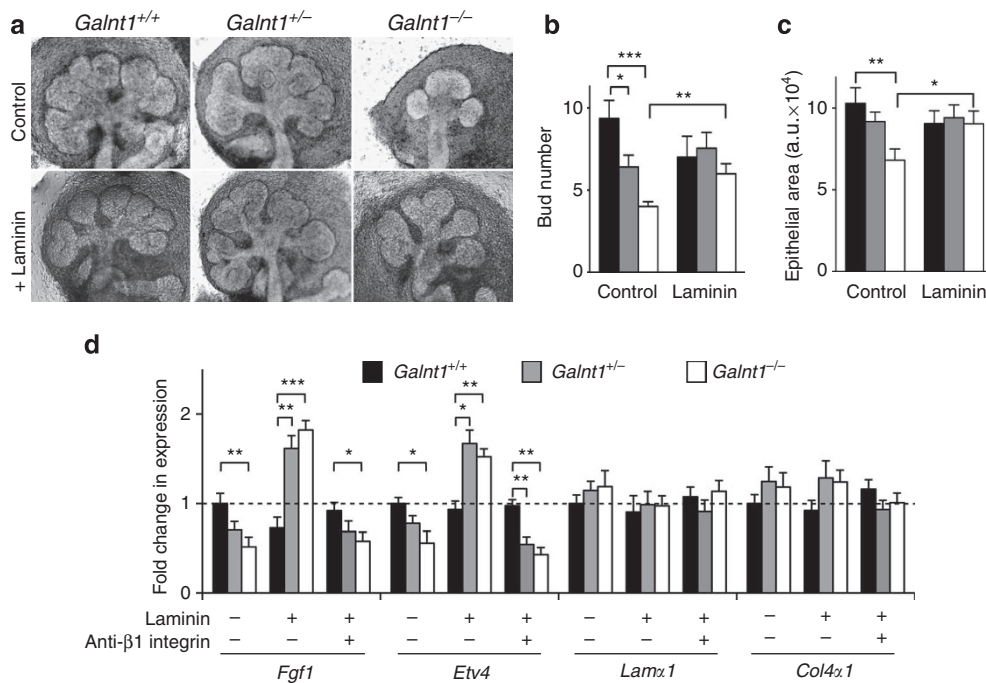 a
Galnt1+/+
Galnt1+/–
Galnt1–/–
Control
+ Laminin
b
***
*
**
Bud number
10
5
0
Control Laminin
c
**
*
Epithelial area (a.u.×10⁴)
10
5
0
Control Laminin
d
Galnt1+/+
Galnt1+/–
Galnt1–/–
Fold change in expression
2
1
0
** ** *** * * * ** ** **
Laminin – + + – + + – + + – + +
Anti-β1 integrin – – + – – + – – + – – +
Fgf1 Etv4 Lamα1 Col4α1